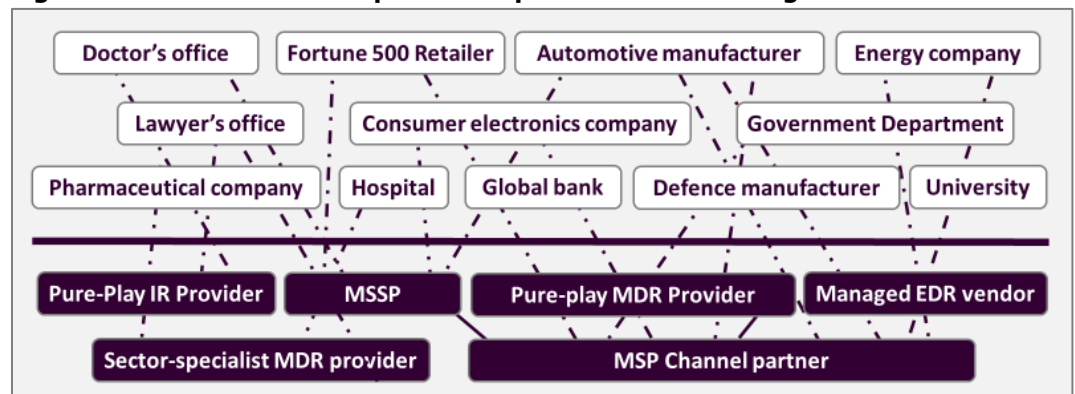 Doctor's office
Fortune 500 Retailer
Automotive manufacturer
Energy company
Lawyer's office
Consumer electronics company
Government Department
Pharmaceutical company
Hospital
Global bank
Defence manufacturer
University
Pure-Play IR Provider
MSSP
Pure-play MDR Provider
Managed EDR vendor
Sector-specialist MDR provider
MSP Channel partner